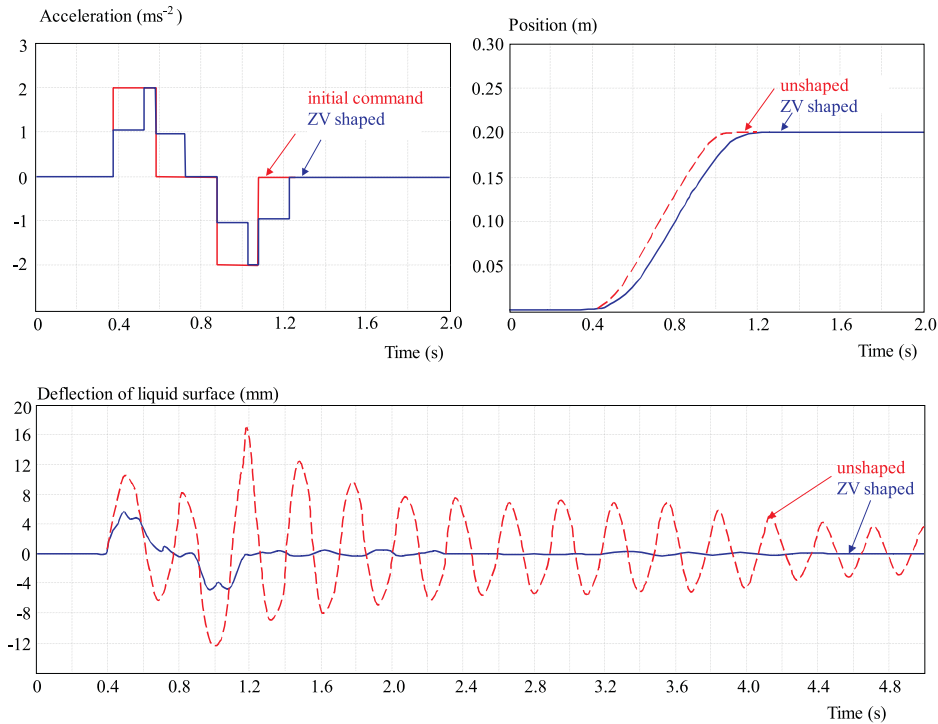 Acceleration (ms⁻²)
3
2
1
0
-1
-2
initial command
ZV shaped
0 0.4 0.8 1.2 1.6 2.0
Time (s)
Position (m)
0.30
0.25
0.20
0.15
0.10
0.05
unshaped
ZV shaped
0 0.4 0.8 1.2 1.6 2.0
Time (s)
Deflection of liquid surface (mm)
20
16
12
8
4
0
-4
-8
-12
unshaped
ZV shaped
0 0.4 0.8 1.2 1.6 2.0 2.4 2.8 3.2 3.6 4.0 4.4 4.8
Time (s)